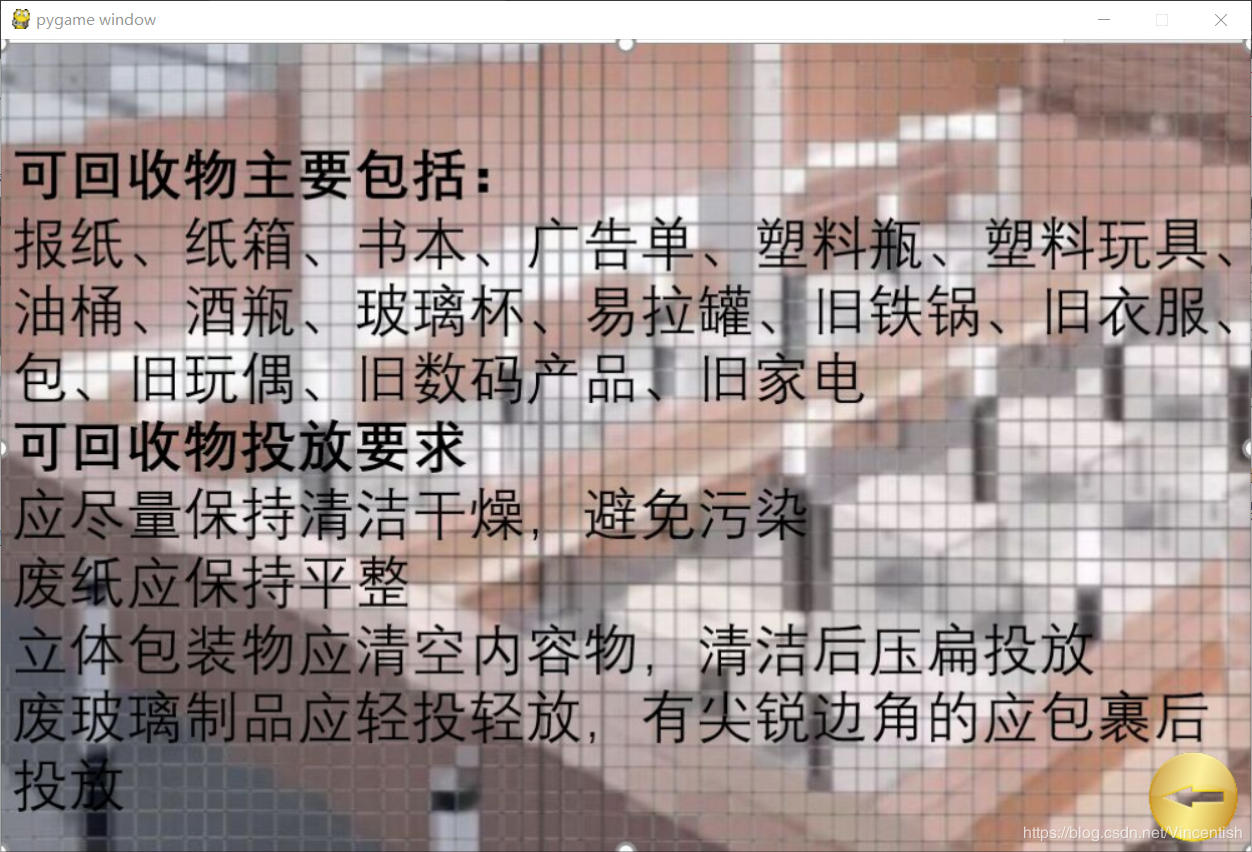 pygame window
可回收物主要包括：
报纸、纸箱、书本、广告单、塑料瓶、塑料玩具、
油桶、酒瓶、玻璃杯、易拉罐、旧铁锅、旧衣服、
包、旧玩偶、旧数码产品、旧家电
可回收物投放要求
应尽量保持清洁干燥，避免污染
废纸应保持平整
立体包装物应清空内容物，清洁后压扁投放
废玻璃制品应轻投轻放，有尖锐边角的应包裹后
投放
https://blog.csdn.net/Vincentish